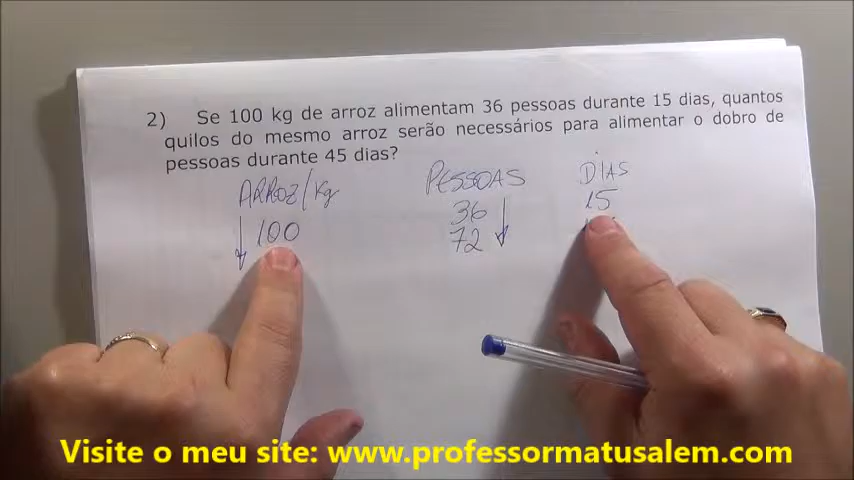 2) Se 100 kg de arroz alimentam 36 pessoas durante 15 dias, quantos
quilos do mesmo arroz serão necessários para alimentar o dobro de
pessoas durante 45 dias?
ARROZ/Kg PESSOAS DIAS
100 36 15
72
Visite o meu site: www.professormatusalem.com